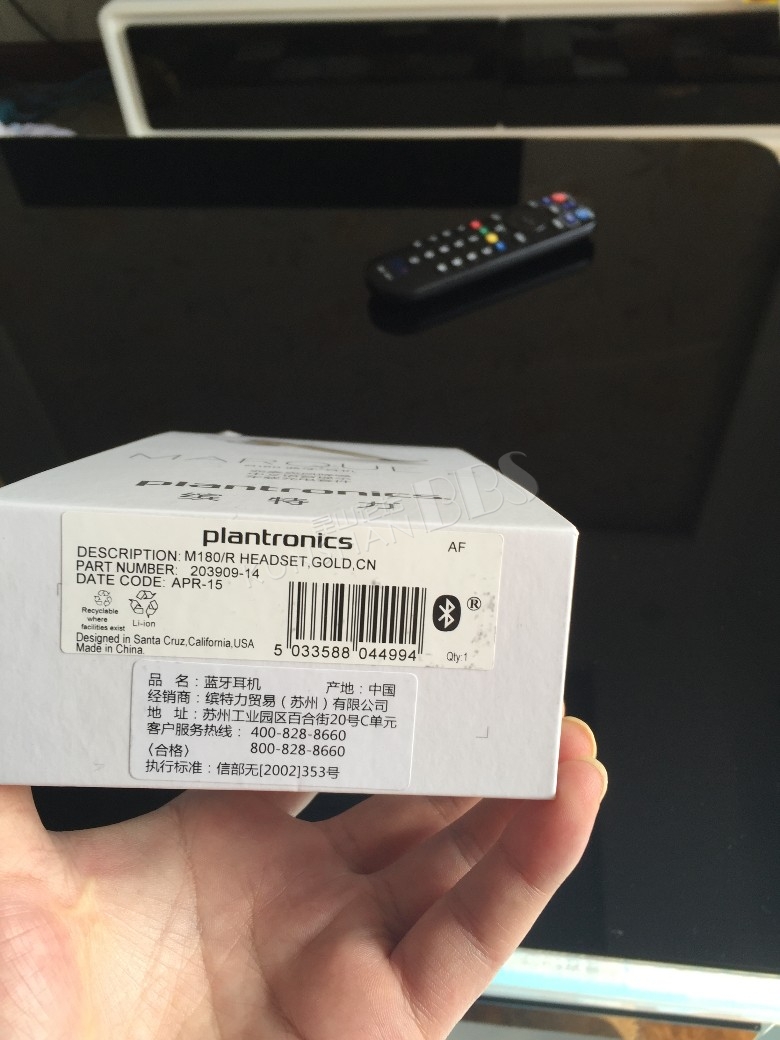 MARQUE
plantronics.
缤特力
plantronics
AF
DESCRIPTION: M180/R HEADSET,GOLD,CN
PART NUMBER: 203909-14
DATE CODE: APR-15
Recyclable
where
facilities exist
Li-ion
®
Designed in Santa Cruz,California,USA
Made in China.
5 033588 044994
Qty:1
品 名：蓝牙耳机 产地：中国
经销商：缤特力贸易（苏州）有限公司
地 址：苏州工业园区百合街20号C单元
客户服务热线： 400-828-8660
〈合格〉 800-828-8660
执行标准：信部无[2002]353号
BBS